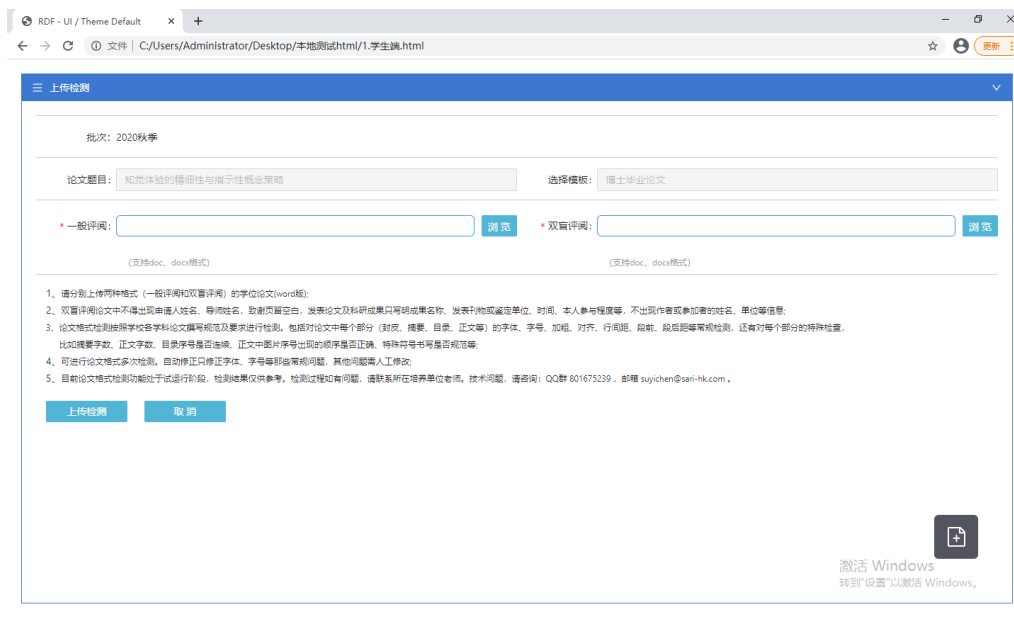 RDF - UI / Theme Default
文件 C:/Users/Administrator/Desktop/本地测试html/1.学生端.html
更新
上传检测
批次： 2020秋季
论文题目： 知觉体验的精细性与指示性概念策略 选择模板： 博士毕业论文
* 一般评阅： 浏 览 * 双盲评阅： 浏 览
(支持doc、docx格式) (支持doc、docx格式)
1、请分别上传两种格式（一般评阅和双盲评阅）的学位论文(word版);
2、双盲评阅论文中不得出现申请人姓名、导师姓名，致谢页留空白，发表论文及科研成果只写明成果名称、发表刊物或鉴定单位、时间、本人参与程度等，不出现作者或参加者的姓名、单位等信息;
3、论文格式检测按照学校各学科论文撰写规范及要求进行检测。包括对论文中每个部分（封皮、摘要、目录、正文等）的字体、字号、加粗、对齐、行间距、段前、段后距等常规检测，还有对每个部分的特殊检查，
比如摘要字数、正文字数、目录序号是否连续、正文中图片序号出现的顺序是否正确、特殊符号书写是否规范等;
4、可进行论文格式多次检测。自动修正只修正字体、字号等那些常规问题，其他问题需人工修改;
5、目前论文格式检测功能处于试运行阶段，检测结果仅供参考。检测过程如有问题，请联系所在培养单位老师。技术问题，请咨询：QQ群 801675239，邮箱 suyichen@sari-hk.com 。
上传检测 取 消
激活 Windows
转到"设置"以激活 Windows。